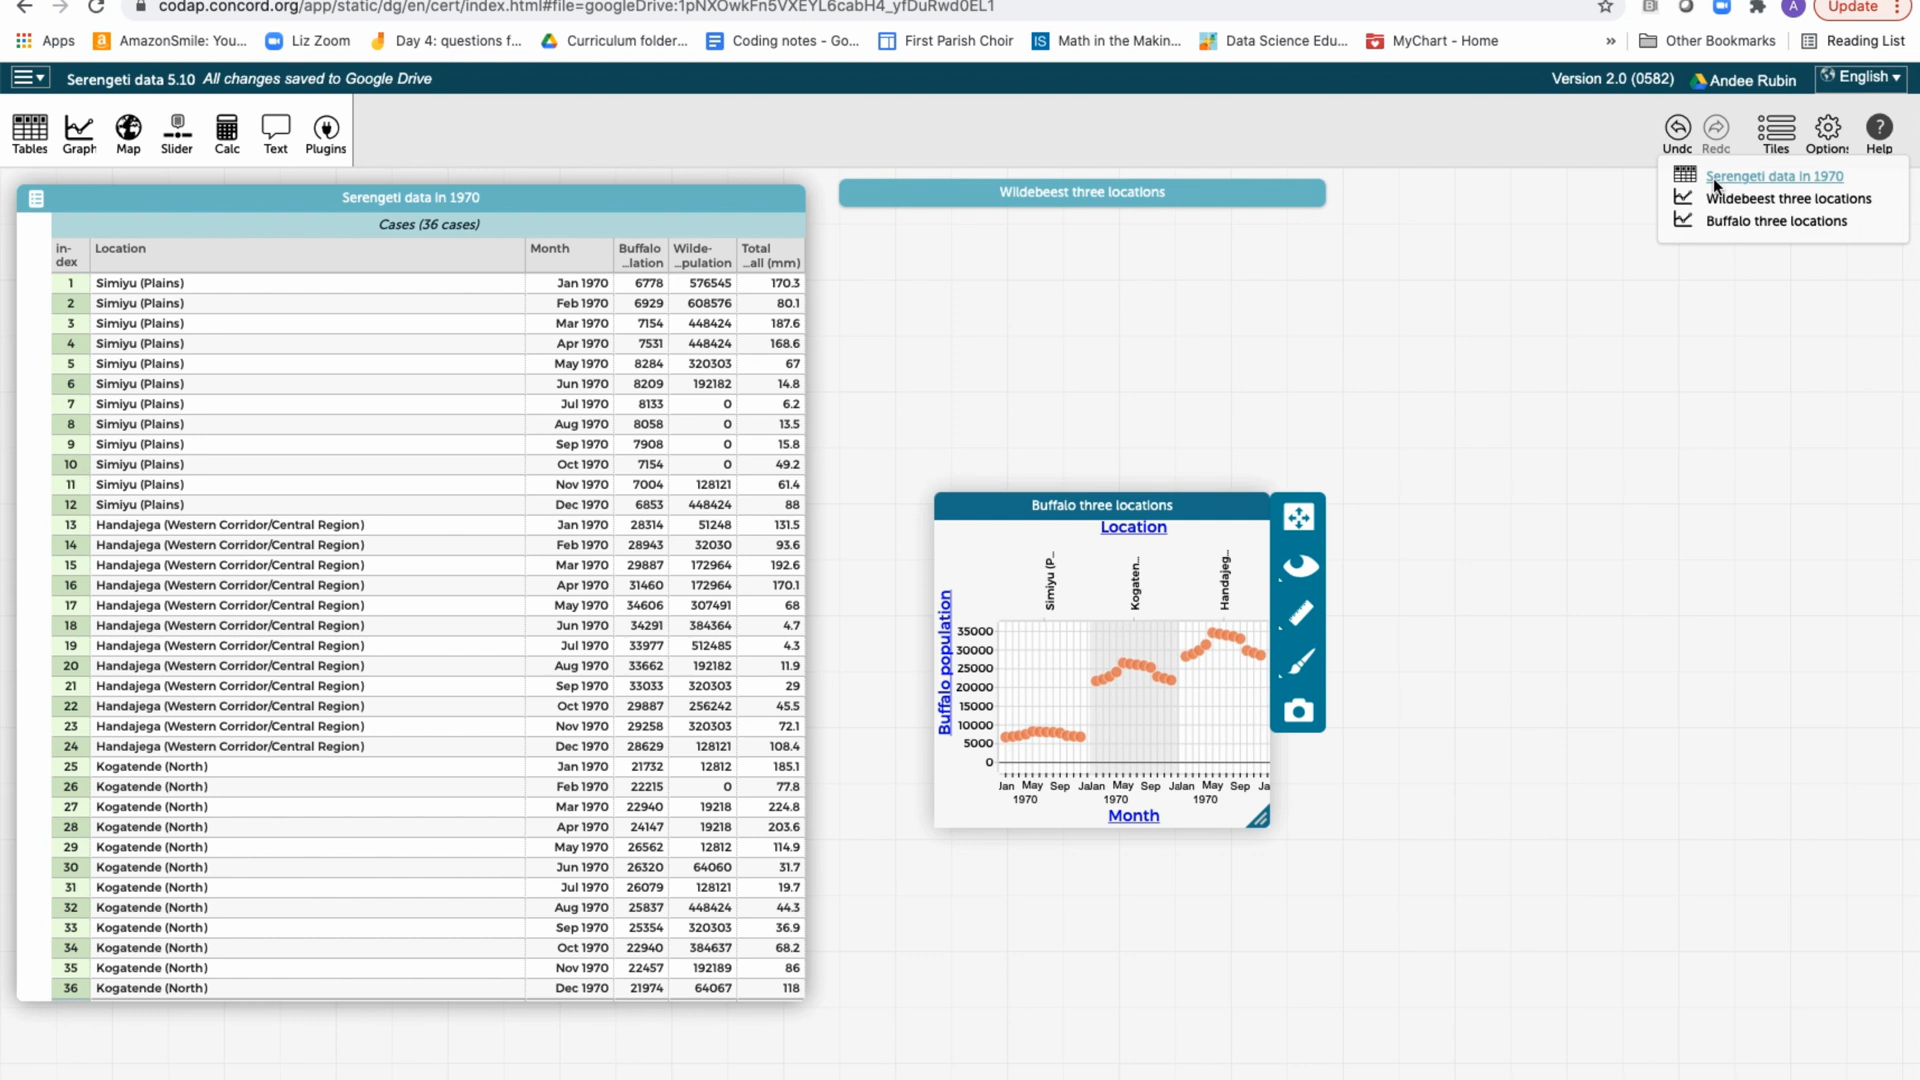 codap.concord.org/app/static/dg/en/cert/index.html#file=googleDrive:1pNXOwkFn5VXEYL6cabH4_yfDuRwd0EL1
A Update
Apps AmazonSmile: You... Liz Zoom Day 4: questions f... Curriculum folder... Coding notes - Go... First Parish Choir IS Math in the Makin... Data Science Edu... MyChart - Home » Other Bookmarks Reading List
Serengeti data 5.10 All changes saved to Google Drive Version 2.0 (0582) Andee Rubin English
Tables Graph Map Slider Calc Text Plugins Undo Redo Tiles Options Help
Serengeti data in 1970
Wildebeest three locations
Buffalo three locations
Serengeti data in 1970
Cases (36 cases)
in- Location Month Buffalo Wilde- Total
dex ...lation ...pulation ...all (mm)
1 Simiyu (Plains) Jan 1970 6778 576545 170.3
2 Simiyu (Plains) Feb 1970 6929 608576 80.1
3 Simiyu (Plains) Mar 1970 7154 448424 187.6
4 Simiyu (Plains) Apr 1970 7531 448424 168.6
5 Simiyu (Plains) May 1970 8284 320303 67
6 Simiyu (Plains) Jun 1970 8209 192182 14.8
7 Simiyu (Plains) Jul 1970 8133 0 6.2
8 Simiyu (Plains) Aug 1970 8058 0 13.5
9 Simiyu (Plains) Sep 1970 7908 0 15.8
10 Simiyu (Plains) Oct 1970 7154 0 49.2
11 Simiyu (Plains) Nov 1970 7004 128121 61.4
12 Simiyu (Plains) Dec 1970 6853 448424 88
13 Handajega (Western Corridor/Central Region) Jan 1970 28314 51248 131.5
14 Handajega (Western Corridor/Central Region) Feb 1970 28943 32030 93.6
15 Handajega (Western Corridor/Central Region) Mar 1970 29887 172964 192.6
16 Handajega (Western Corridor/Central Region) Apr 1970 31460 172964 170.1
17 Handajega (Western Corridor/Central Region) May 1970 34606 307491 68
18 Handajega (Western Corridor/Central Region) Jun 1970 34291 384364 4.7
19 Handajega (Western Corridor/Central Region) Jul 1970 33977 512485 4.3
20 Handajega (Western Corridor/Central Region) Aug 1970 33662 192182 11.9
21 Handajega (Western Corridor/Central Region) Sep 1970 33033 320303 29
22 Handajega (Western Corridor/Central Region) Oct 1970 29887 256242 45.5
23 Handajega (Western Corridor/Central Region) Nov 1970 29258 320303 72.1
24 Handajega (Western Corridor/Central Region) Dec 1970 28629 128121 108.4
25 Kogatende (North) Jan 1970 21732 12812 185.1
26 Kogatende (North) Feb 1970 22215 0 77.8
27 Kogatende (North) Mar 1970 22940 19218 224.8
28 Kogatende (North) Apr 1970 24147 19218 203.6
29 Kogatende (North) May 1970 26562 12812 114.9
30 Kogatende (North) Jun 1970 26320 64060 31.7
31 Kogatende (North) Jul 1970 26079 128121 19.7
32 Kogatende (North) Aug 1970 25837 448424 44.3
33 Kogatende (North) Sep 1970 25354 320303 36.9
34 Kogatende (North) Oct 1970 22940 384637 68.2
35 Kogatende (North) Nov 1970 22457 192189 86
36 Kogatende (North) Dec 1970 21974 64067 118
Wildebeest three locations
Buffalo three locations
Location
Simiyu (P... Kogaten... Handajeg...
Buffalo population
35000
30000
25000
20000
15000
10000
5000
0
Jan May Sep JaJan May Sep JaJan May Sep Ja
1970 1970 1970
Month